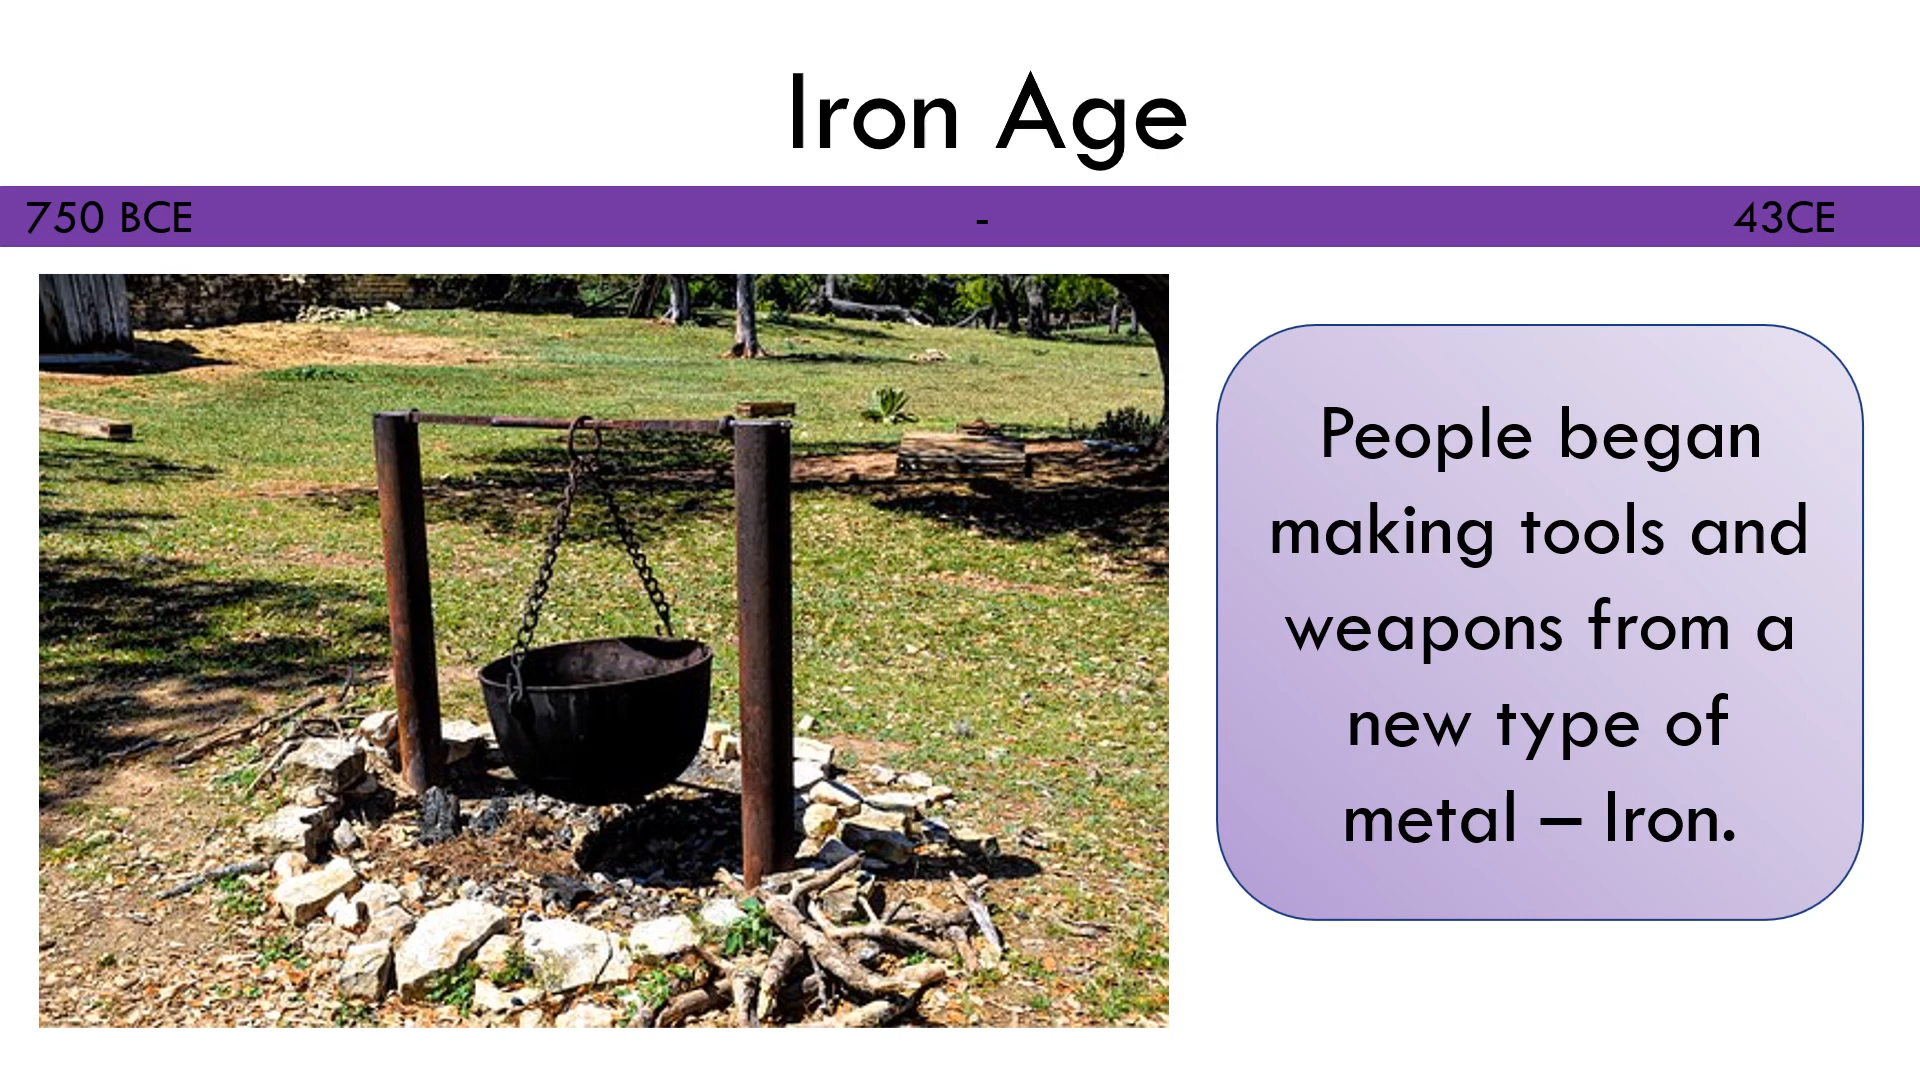 Iron Age
750 BCE - 43CE
People began
making tools and
weapons from a
new type of
metal – Iron.